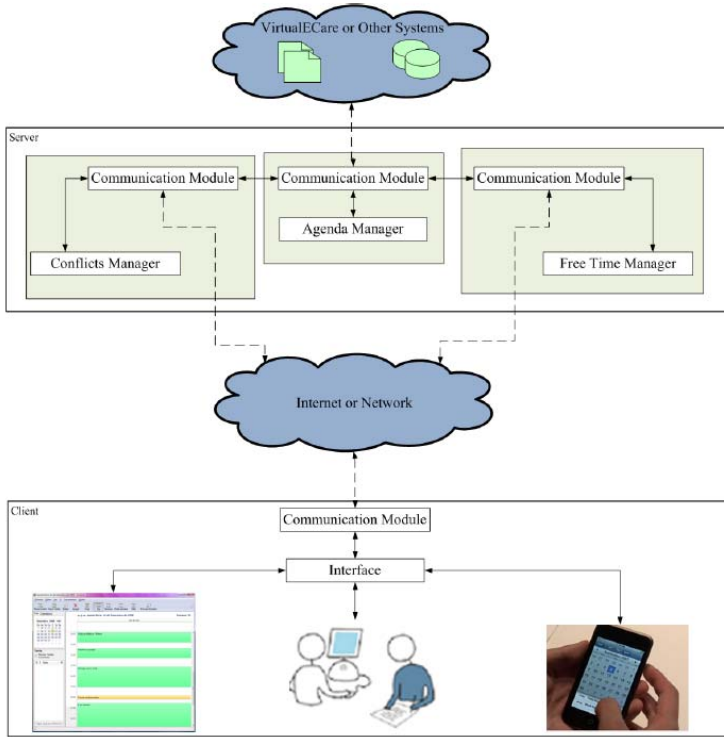 VirtualECare or Other Systems
Server
Communication Module
Communication Module
Communication Module
Agenda Manager
Conflicts Manager
Free Time Manager
Internet or Network
Client
Communication Module
Interface